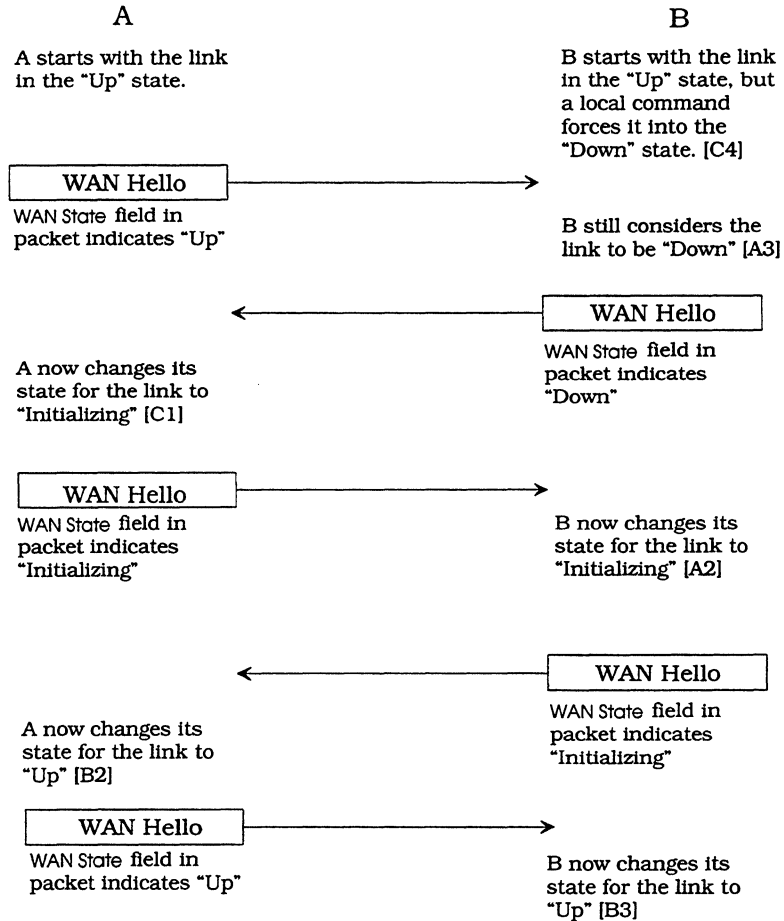 A
B
A starts with the link
in the “Up” state.
B starts with the link
in the “Up” state, but
a local command
forces it into the
“Down” state. [C4]
WAN Hello
WAN State field in
packet indicates “Up”
B still considers the
link to be “Down” [A3]
WAN Hello
WAN State field in
packet indicates
“Down”
A now changes its
state for the link to
“Initializing” [C1]
WAN Hello
WAN State field in
packet indicates
“Initializing”
B now changes its
state for the link to
“Initializing” [A2]
WAN Hello
WAN State field in
packet indicates
“Initializing”
A now changes its
state for the link to
“Up” [B2]
WAN Hello
WAN State field in
packet indicates “Up”
B now changes its
state for the link to
“Up” [B3]